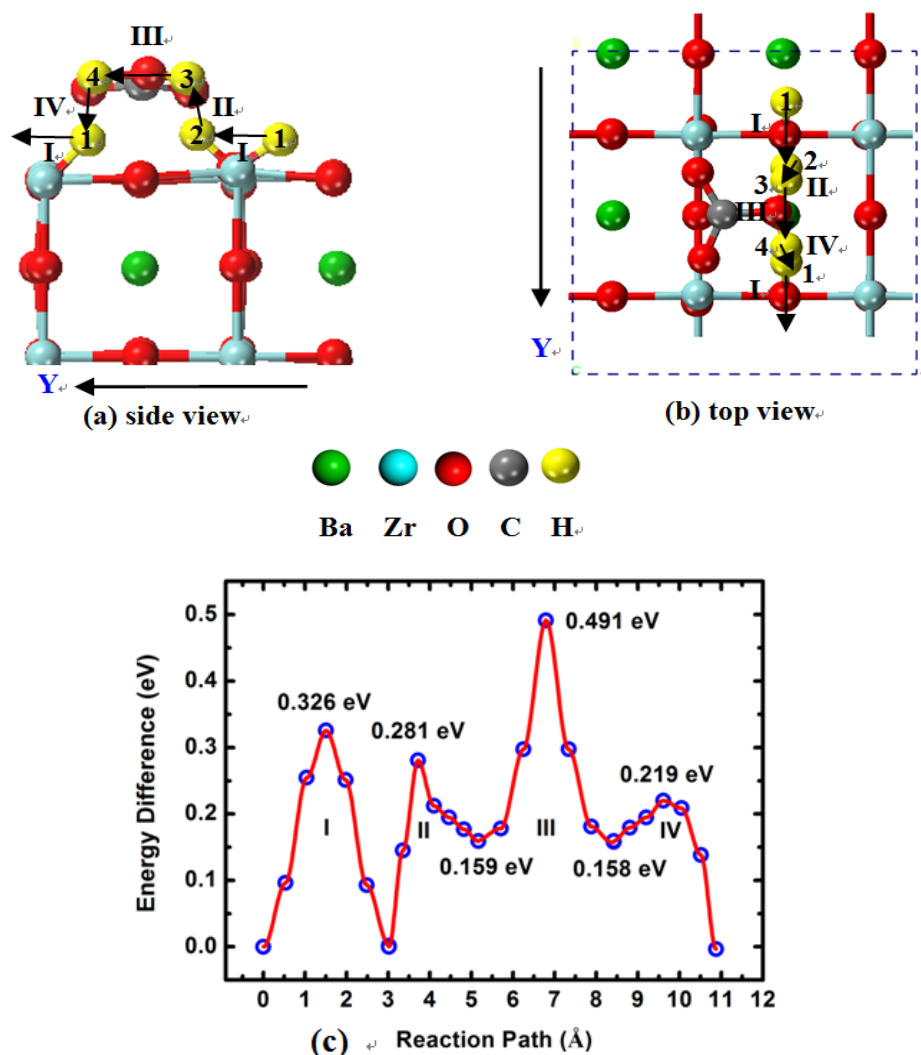 III
4 3
IV II
1 2 1
I I
Y
(a) side view
1
I
2
3 II
III
4 IV
1
I
Y
C
(b) top view
Ba Zr O C H
0.5
0.4
0.3
0.2
0.1
0.0
Energy Difference (eV)
0.326 eV
0.281 eV
0.491 eV
0.219 eV
0.159 eV
0.158 eV
I II III IV
0 1 2 3 4 5 6 7 8 9 10 11 12
(c) Reaction Path (Å)